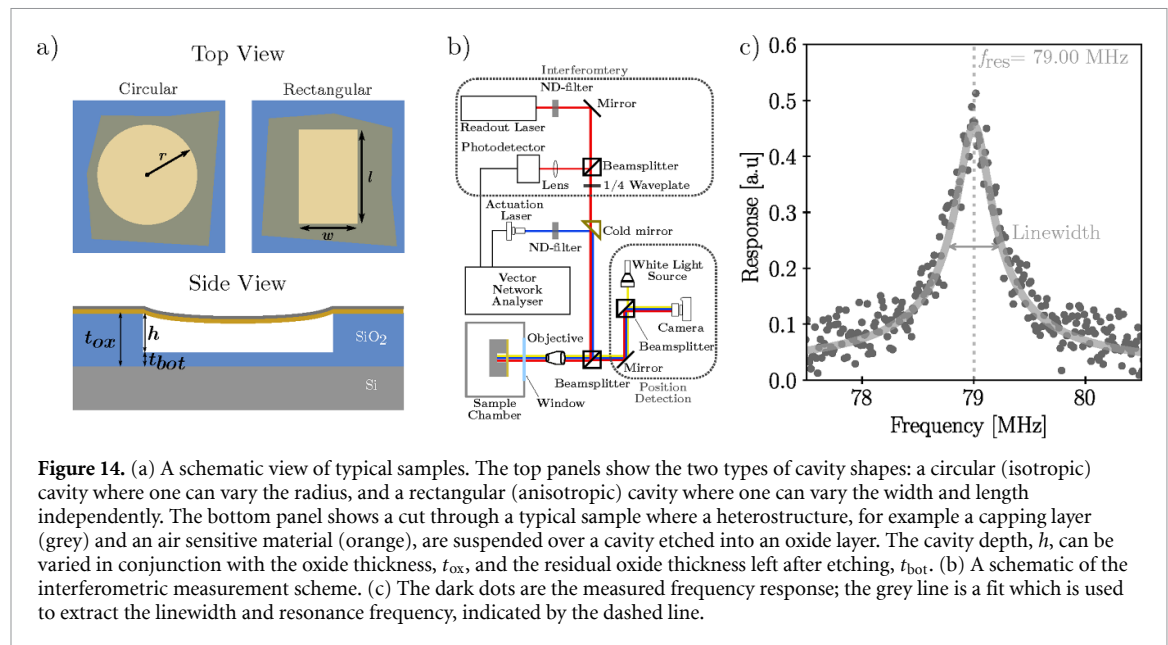 a)
Top View
Circular
Rectangular
r
l
w
Side View
h
tox
tbot
SiO2
Si
b)
Interferomtery
ND-filter
Mirror
Readout Laser
Photodetector
Beamsplitter
Lens
1/4 Waveplate
Actuation
Laser
Cold mirror
ND-filter
White Light
Source
Vector
Network
Analyser
Camera
Objective
Beamsplitter
Mirror
Beamsplitter
Position
Detection
Sample
Chamber
Window
c)
fres= 79.00 MHz
0.6
0.5
0.4
0.3
0.2
0.1
0.0
Response [a.u]
Linewidth
78
79
80
Frequency [MHz]
Figure 14. (a) A schematic view of typical samples. The top panels show the two types of cavity shapes: a circular (isotropic)
cavity where one can vary the radius, and a rectangular (anisotropic) cavity where one can vary the width and length
independently. The bottom panel shows a cut through a typical sample where a heterostructure, for example a capping layer
(grey) and an air sensitive material (orange), are suspended over a cavity etched into an oxide layer. The cavity depth, h, can be
varied in conjunction with the oxide thickness, tox, and the residual oxide thickness left after etching, tbot. (b) A schematic of the
interferometric measurement scheme. (c) The dark dots are the measured frequency response; the grey line is a fit which is used
to extract the linewidth and resonance frequency, indicated by the dashed line.